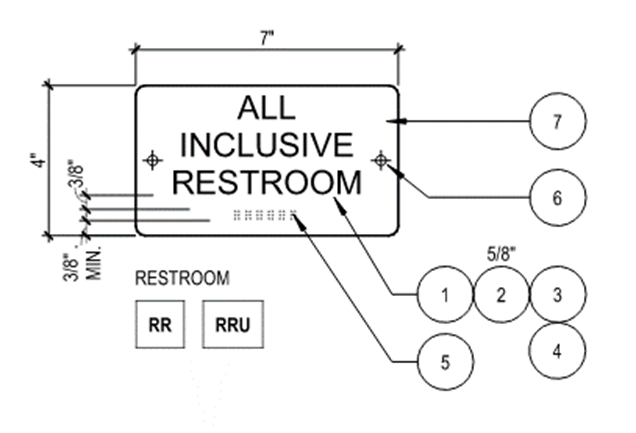 7"
4"
3/8"
3/8"
MIN.
ALL
INCLUSIVE
RESTROOM
7
6
5/8"
1 2 3
4
5
RESTROOM
RR RRU